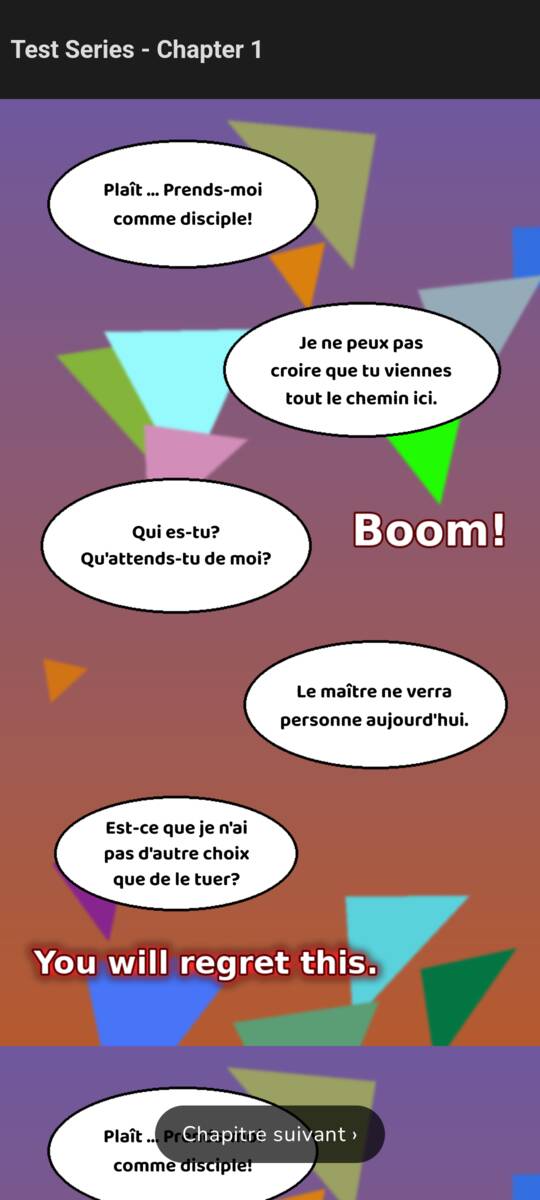 Test Series - Chapter 1
Plaît ... Prends-moi
comme disciple!
Je ne peux pas
croire que tu viennes
tout le chemin ici.
Boom!
Qui es-tu?
Qu'attends-tu de moi?
Le maître ne verra
personne aujourd'hui.
Est-ce que je n'ai
pas d'autre choix
que de le tuer?
You will regret this.
Plaît ...
Chapitre suivant ›
comme disciple!